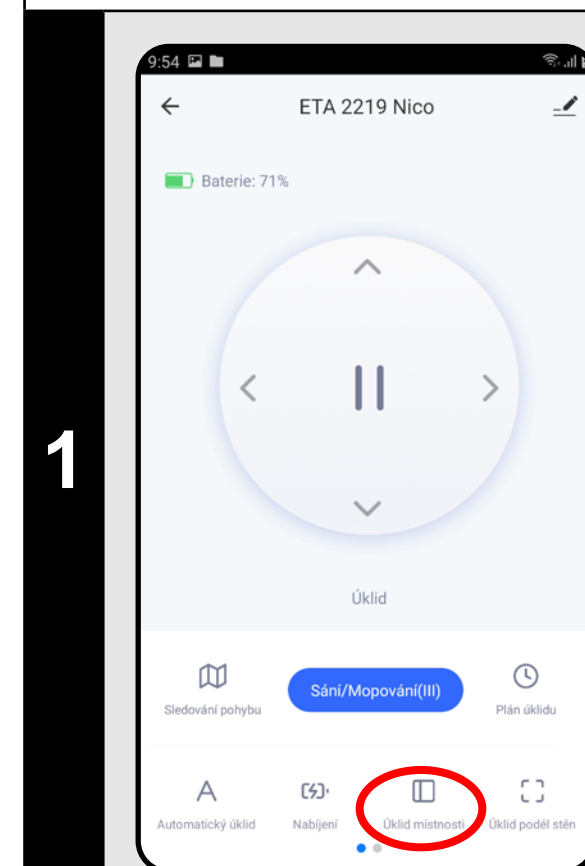 9:54
ETA 2219 Nico
Baterie: 71%
1
Úklid
Sledování pohybu
Sání/Mopování(III)
Plán úklidu
Automatický úklid
Nabíjení
Úklid místnosti
Úklid podél stěn